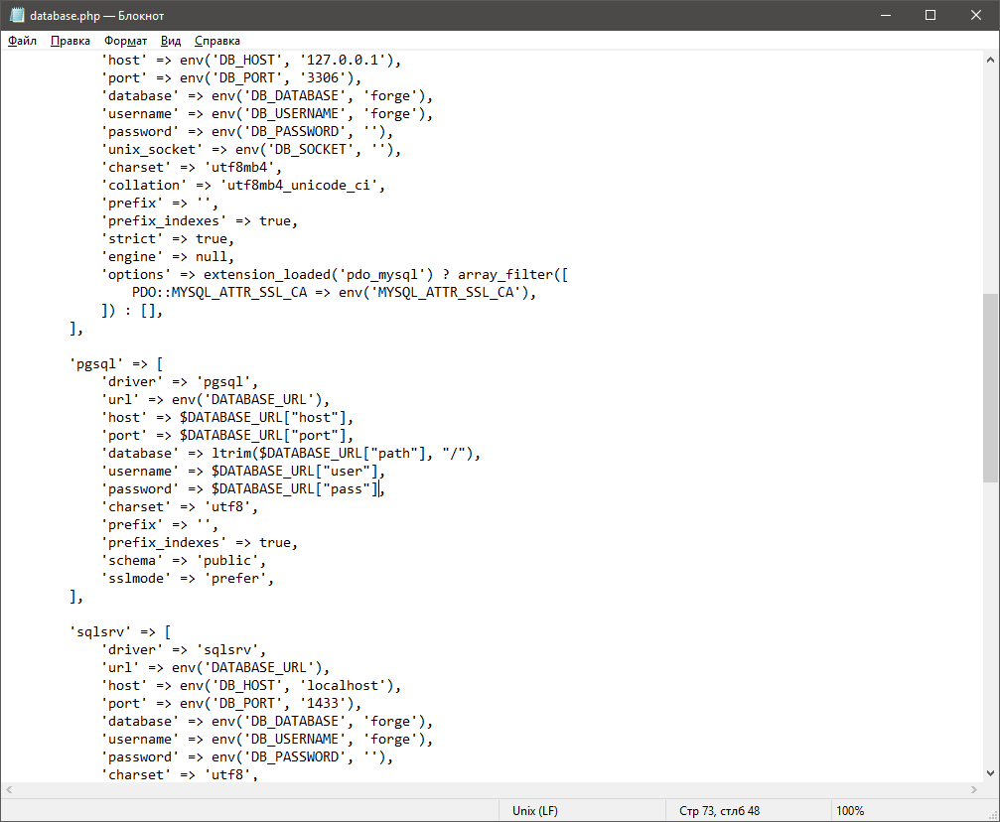 database.php — Блокнот
Файл Правка Формат Вид Справка
'host' => env('DB_HOST', '127.0.0.1'),
'port' => env('DB_PORT', '3306'),
'database' => env('DB_DATABASE', 'forge'),
'username' => env('DB_USERNAME', 'forge'),
'password' => env('DB_PASSWORD', ''),
'unix_socket' => env('DB_SOCKET', ''),
'charset' => 'utf8mb4',
'collation' => 'utf8mb4_unicode_ci',
'prefix' => '',
'prefix_indexes' => true,
'strict' => true,
'engine' => null,
'options' => extension_loaded('pdo_mysql') ? array_filter([
PDO::MYSQL_ATTR_SSL_CA => env('MYSQL_ATTR_SSL_CA'),
]) : [],
],
'pgsql' => [
'driver' => 'pgsql',
'url' => env('DATABASE_URL'),
'host' => $DATABASE_URL["host"],
'port' => $DATABASE_URL["port"],
'database' => ltrim($DATABASE_URL["path"], "/"),
'username' => $DATABASE_URL["user"],
'password' => $DATABASE_URL["pass"],
'charset' => 'utf8',
'prefix' => '',
'prefix_indexes' => true,
'schema' => 'public',
'sslmode' => 'prefer',
],
'sqlsrv' => [
'driver' => 'sqlsrv',
'url' => env('DATABASE_URL'),
'host' => env('DB_HOST', 'localhost'),
'port' => env('DB_PORT', '1433'),
'database' => env('DB_DATABASE', 'forge'),
'username' => env('DB_USERNAME', 'forge'),
'password' => env('DB_PASSWORD', ''),
'charset' => 'utf8',
Unix (LF) Стр 73, стлб 48 100%